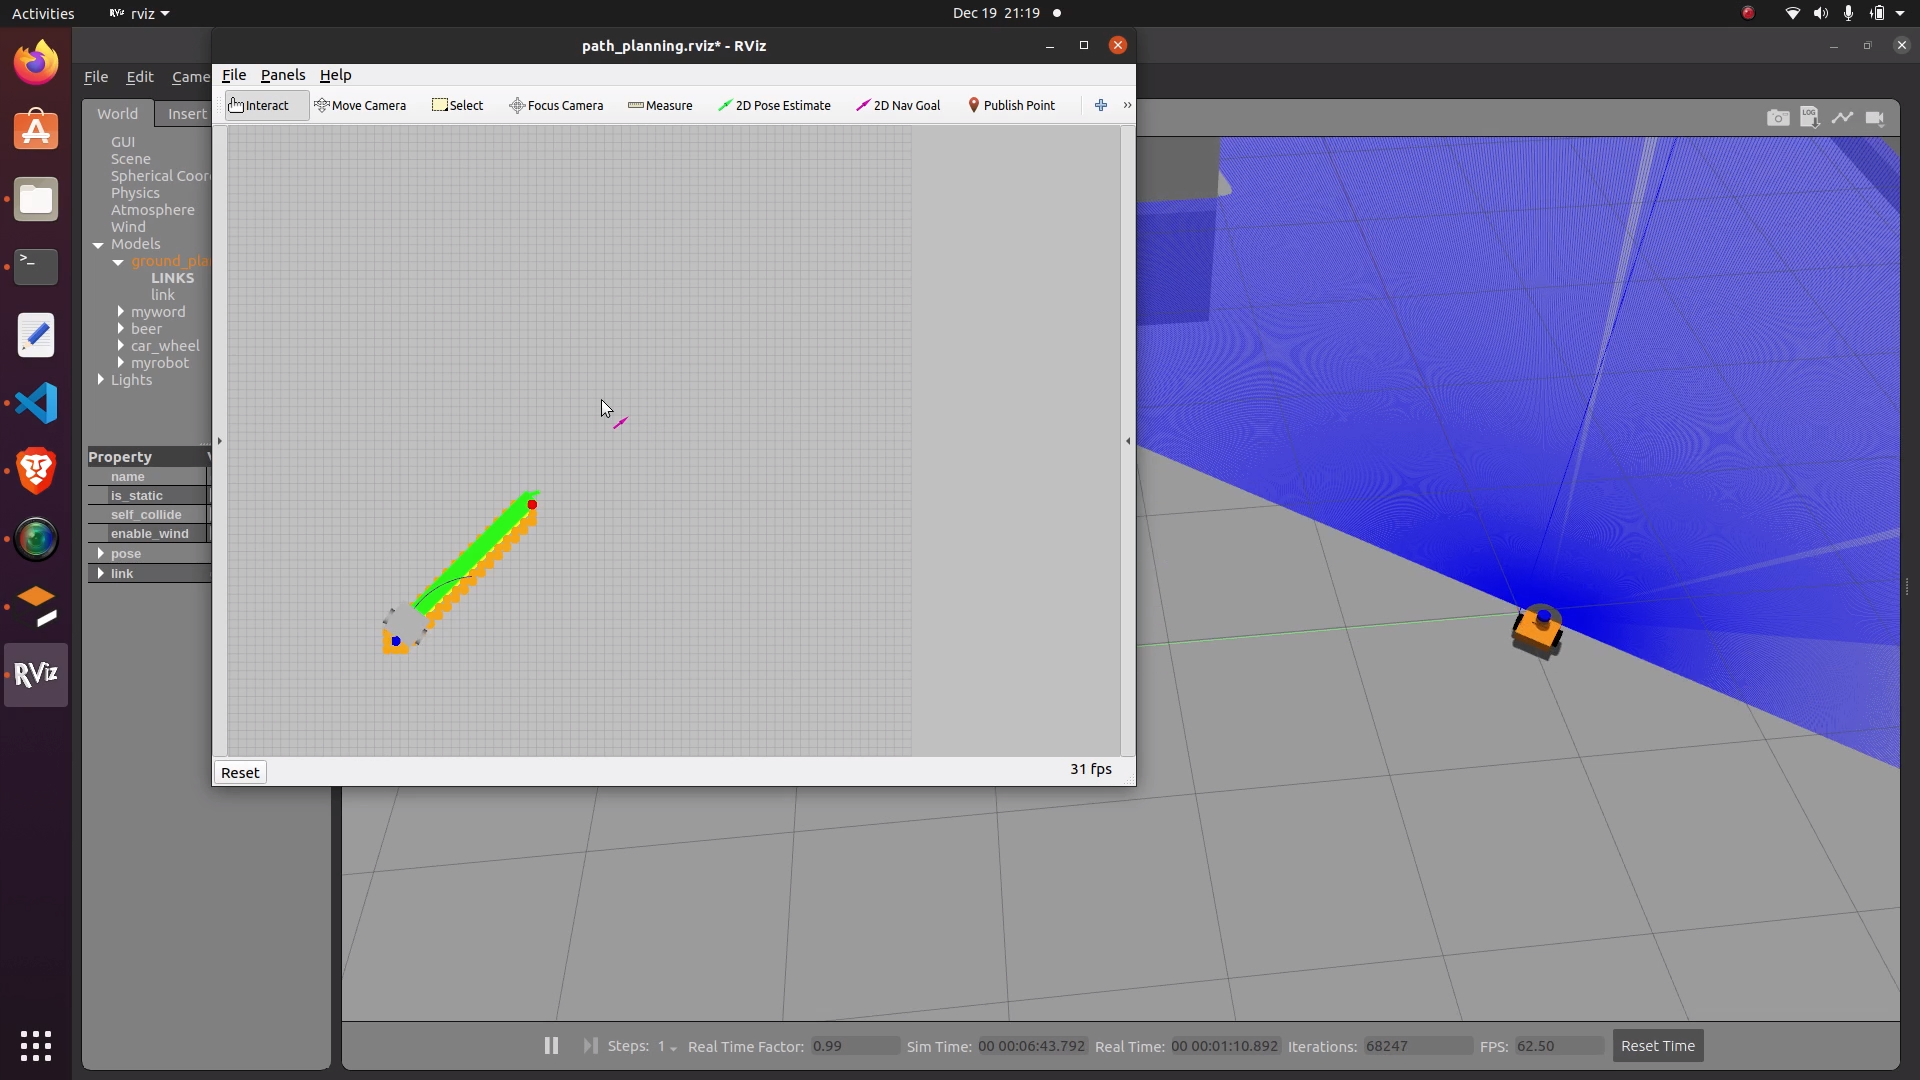 Activities
RViz rviz
Dec 19 21:19
path_planning.rviz* - RViz
File Edit Came
File Panels Help
Interact Move Camera Select Focus Camera Measure 2D Pose Estimate 2D Nav Goal Publish Point
World Insert
LOG
GUI
Scene
Spherical Coor
Physics
Atmosphere
Wind
Models
ground_pla
LINKS
link
myword
beer
car_wheel
myrobot
Lights
Property
name
is_static
self_collide
enable_wind
pose
link
RViz
Reset
31 fps
Steps: 1 Real Time Factor: 0.99 Sim Time: 00 00:06:43.792 Real Time: 00 00:01:10.892 Iterations: 68247 FPS: 62.50 Reset Time